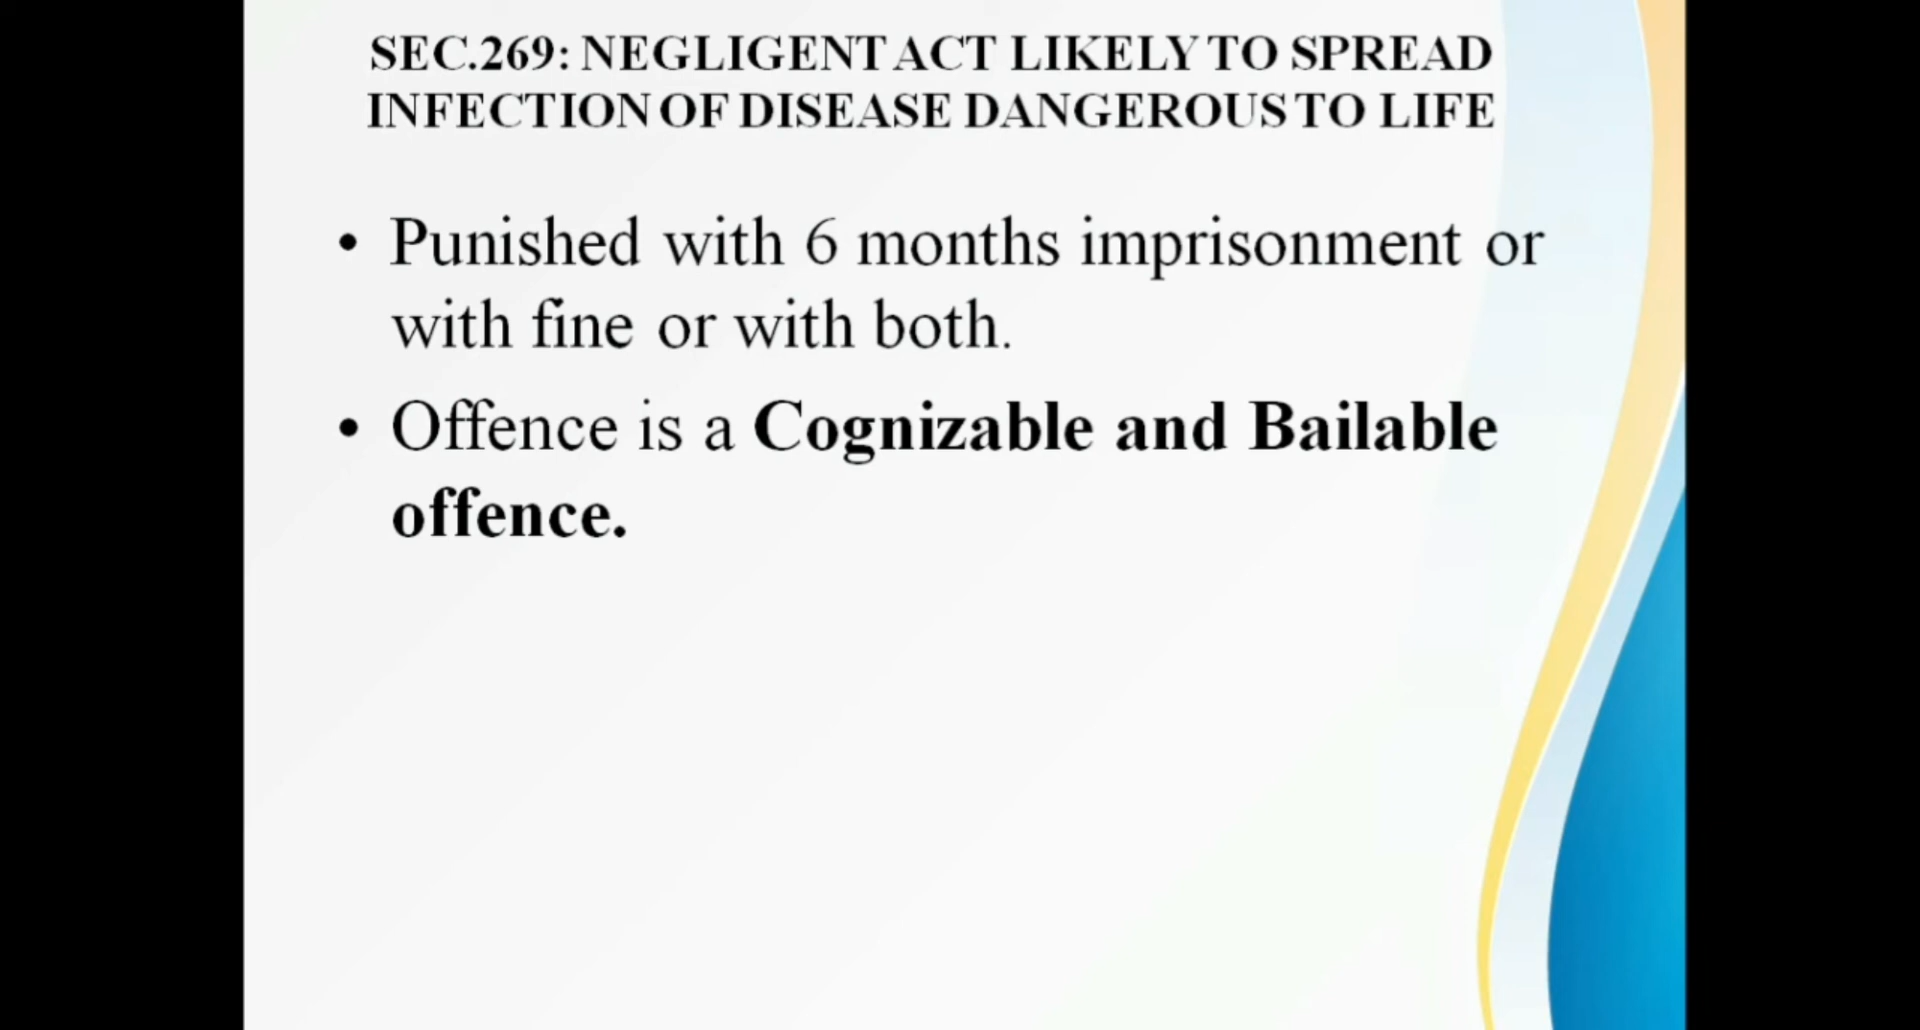 SEC.269: NEGLIGENT ACT LIKELY TO SPREAD
INFECTION OF DISEASE DANGEROUS TO LIFE
• Punished with 6 months imprisonment or
with fine or with both.
• Offence is a Cognizable and Bailable
offence.